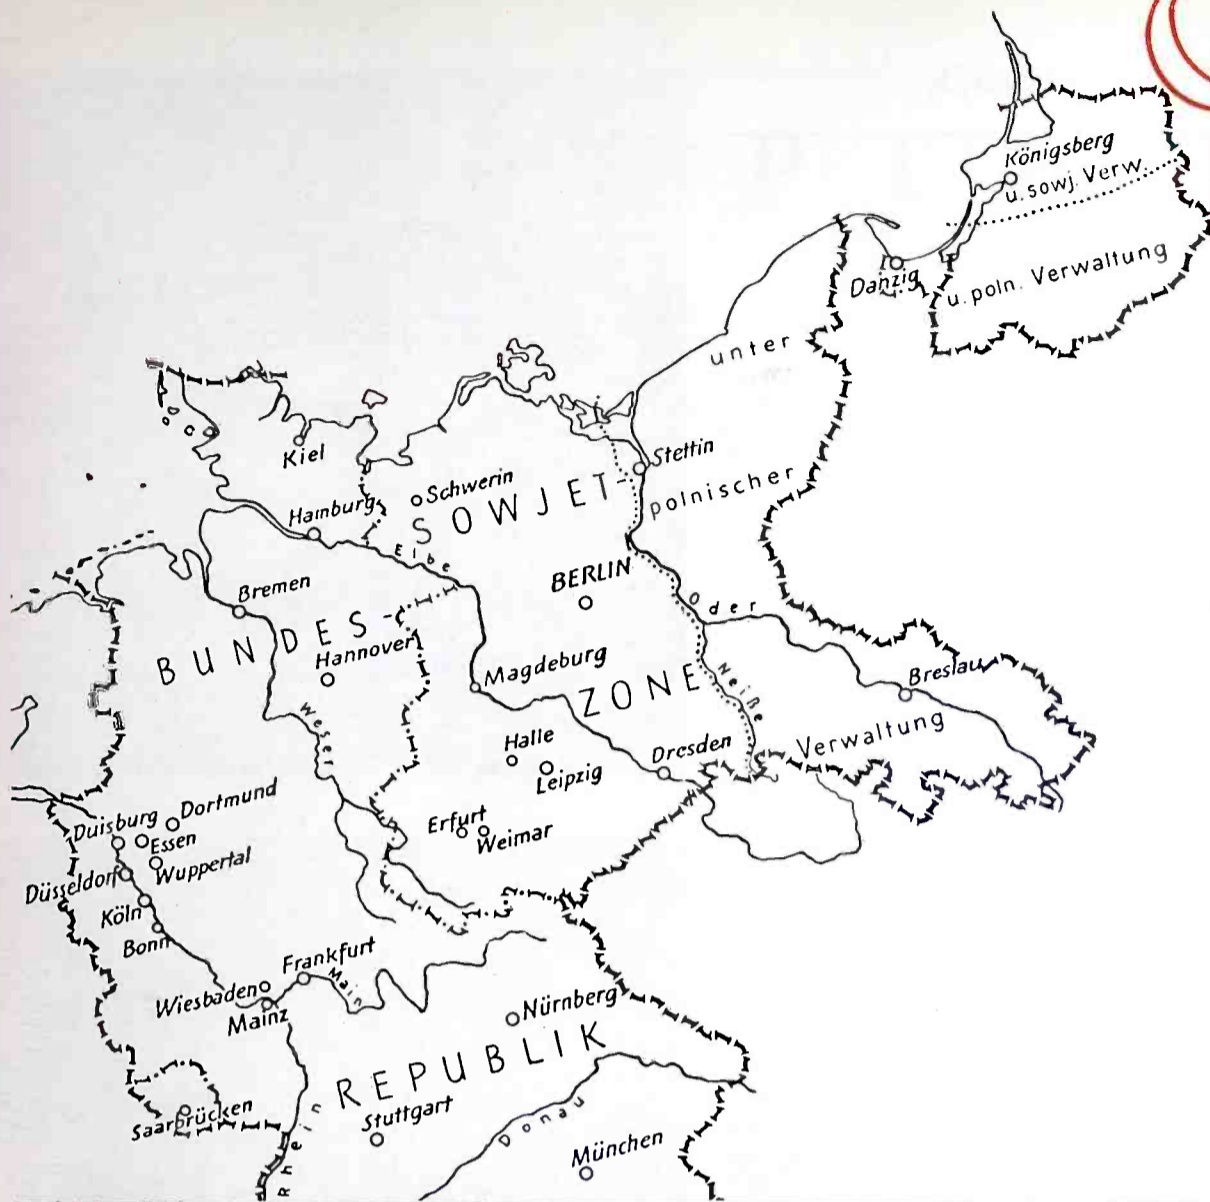 Königsberg
u. sowj. Verw.
Danzig
u. poln. Verwaltung
unter
Kiel
Stettin
Schwerin
SOWJET-
polnischer
Hamburg
Elbe
BERLIN
Bremen
Oder
BUNDES-
Hannover
Magdeburg
ZONE
Neiße
Breslau
Weser
Halle
Dresden
Verwaltung
Leipzig
Dortmund
Duisburg
Essen
Erfurt
Weimar
Wuppertal
Düsseldorf
Köln
Bonn
Frankfurt
Main
Wiesbaden
Mainz
Nürnberg
REPUBLIK
Saarbrücken
Stuttgart
Donau
Rhein
München